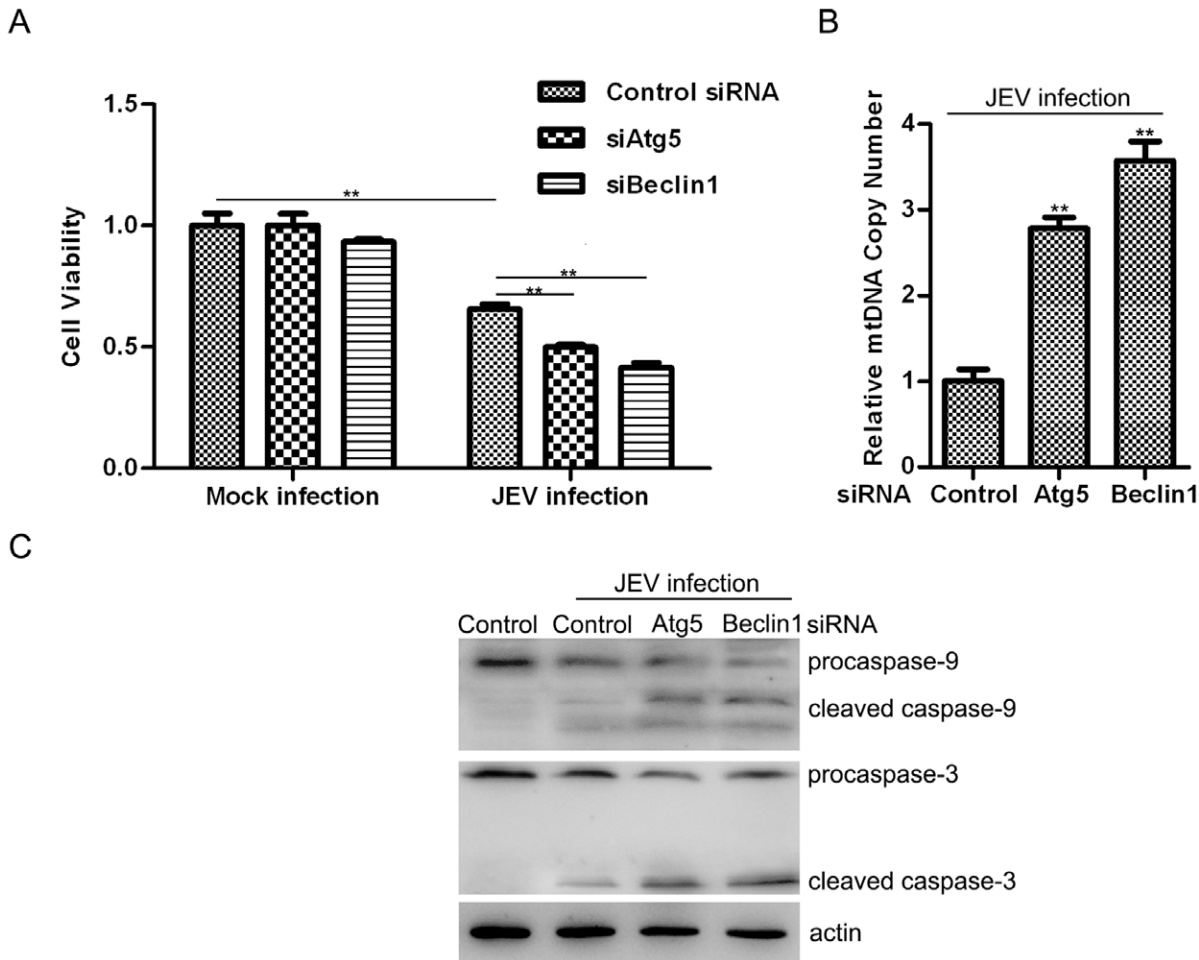 A
Control siRNA
siAtg5
siBeclin1
Cell Viability
1.5
1.0
0.5
0.0
**
**
**
Mock infection
JEV infection
B
JEV infection
Relative mtDNA Copy Number
4
3
2
1
0
**
**
siRNA Control Atg5 Beclin1
C
JEV infection
Control Control Atg5 Beclin1 siRNA
procaspase-9
cleaved caspase-9
procaspase-3
cleaved caspase-3
actin